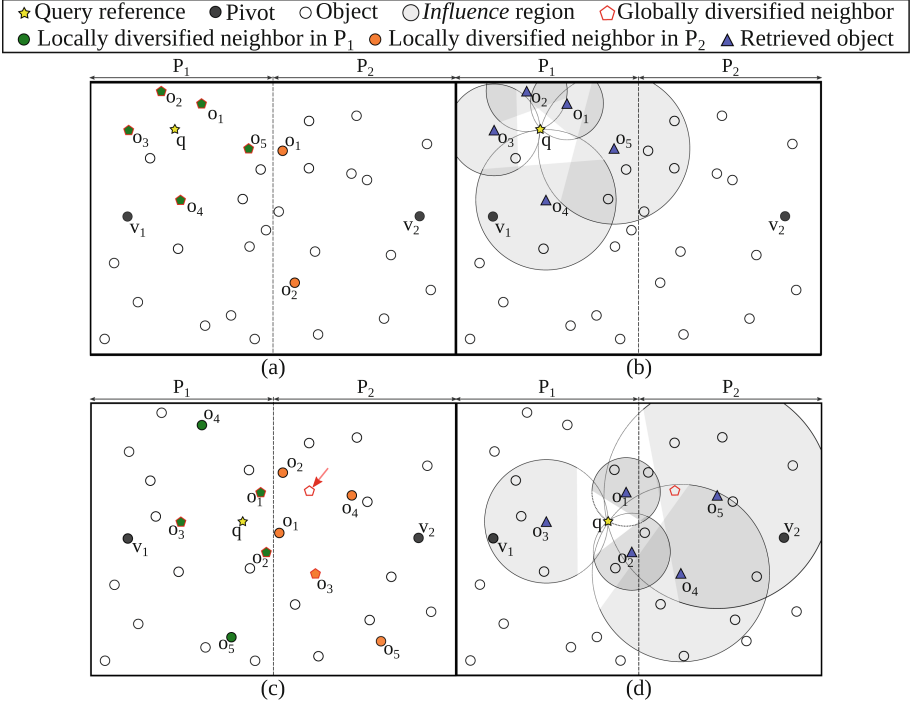 Query reference Pivot Object Influence region Globally diversified neighbor
Locally diversified neighbor in P1 Locally diversified neighbor in P2 Retrieved object
P1 P2 P1 P2
o2 o1 o3 q o5 o1 o4 v1 v2 o2
o2 o1 o3 q o5 o4 v1 v2
(a) (b)
P1 P2 P1 P2
o4 o2 o1 o4 o3 q o1 v1 o2 v2 o3 o5 o5
o1 o5 q o3 v1 v2 o2 o4
(c) (d)